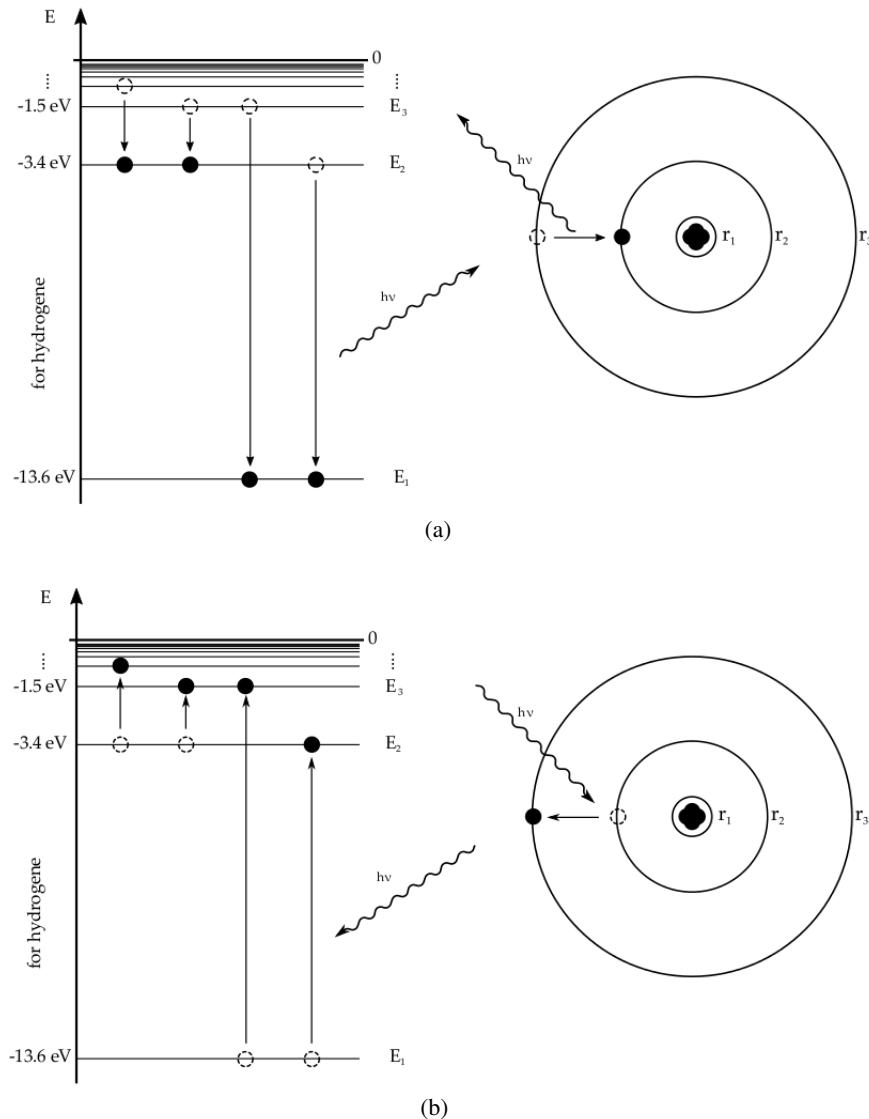 E
0
⁞ ⁞
-1.5 eV E₃
-3.4 eV E₂
for hydrogene
-13.6 eV E₁
hν
hν
r₁ r₂ r₃
(a)
E
0
⁞ ⁞
-1.5 eV E₃
-3.4 eV E₂
for hydrogene
-13.6 eV E₁
hν
hν
r₁ r₂ r₃
(b)